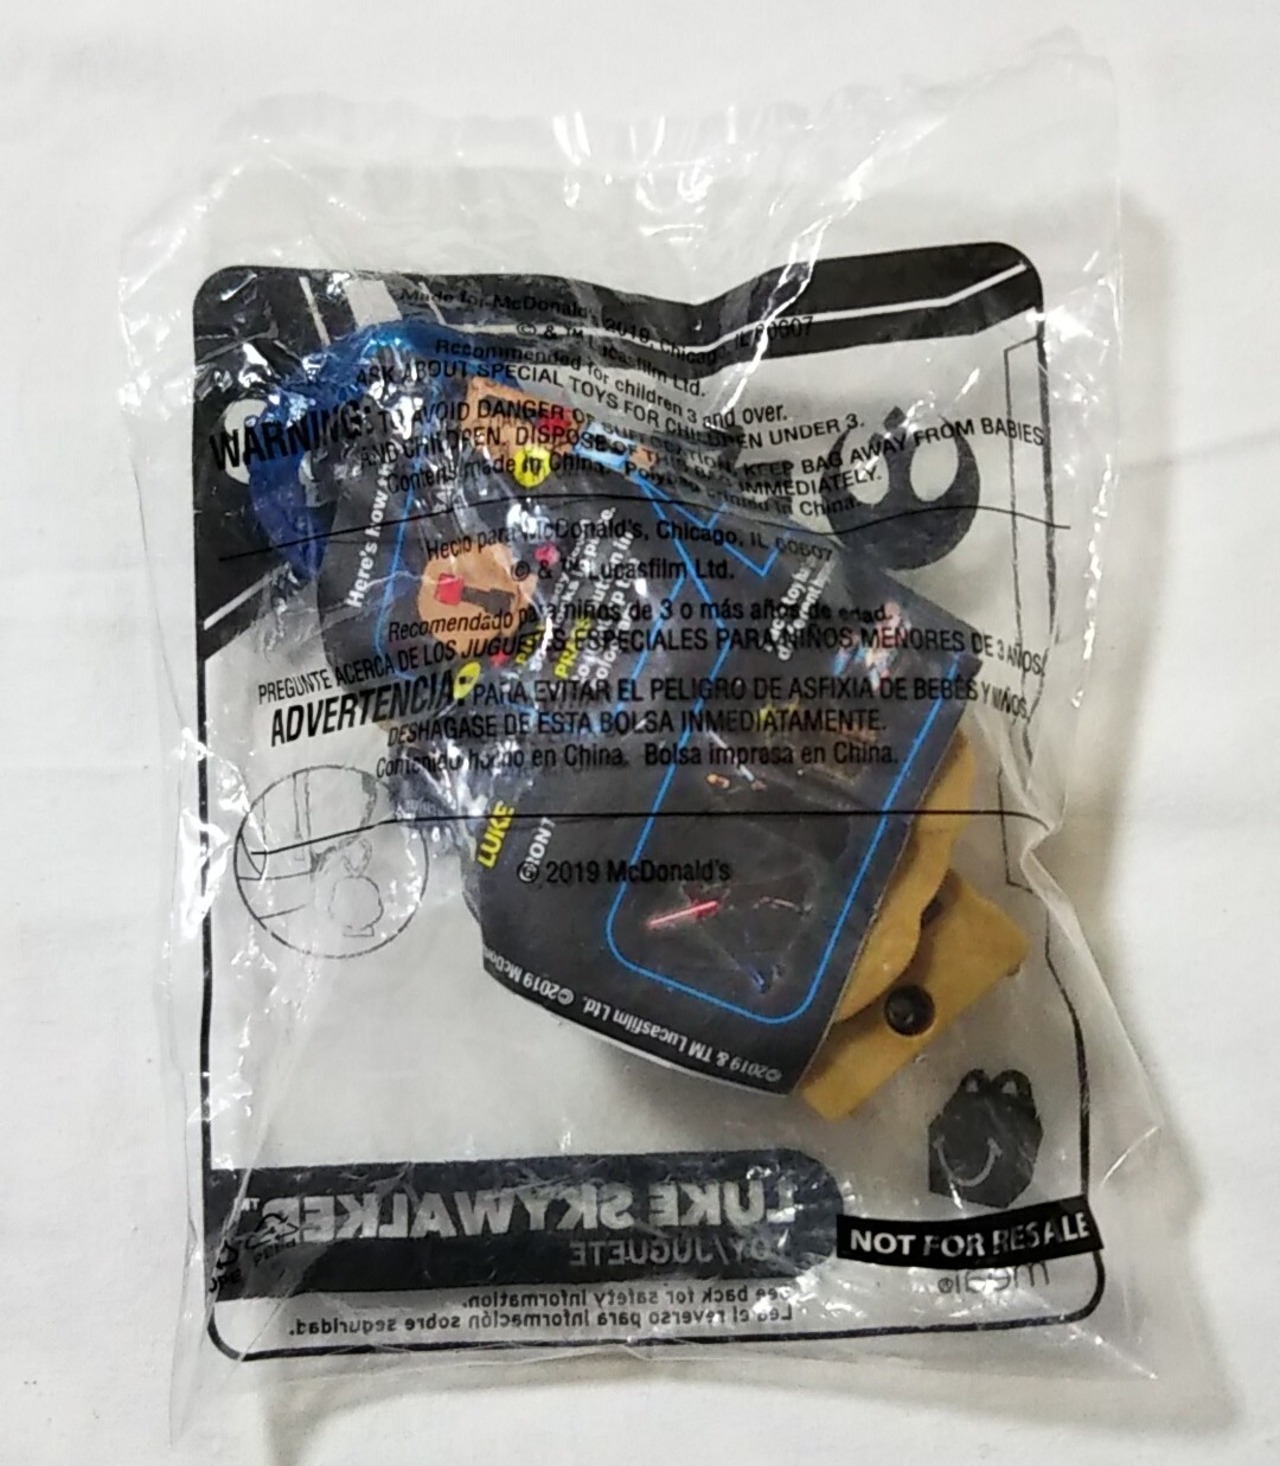 Made for McDonald's 2019, Chicago, IL 60607
© & ™ Lucasfilm Ltd.
Recommended for children 3 and over.
ASK ABOUT SPECIAL TOYS FOR CHILDREN UNDER 3.
WARNING: TO AVOID DANGER OF SUFFOCATION, KEEP BAG AWAY FROM BABIES
AND CHILDREN. DISPOSE OF THIS BAG IMMEDIATELY.
Contents made in China. Polybag printed in China.
Hecho para McDonald's, Chicago, IL 60607
© & ™ Lucasfilm Ltd.
Recomendado para niños de 3 o más años de edad.
PREGUNTE ACERCA DE LOS JUGUETES ESPECIALES PARA NIÑOS MENORES DE 3 AÑOS.
ADVERTENCIA: PARA EVITAR EL PELIGRO DE ASFIXIA DE BEBÉS Y NIÑOS,
DESHÁGASE DE ESTA BOLSA INMEDIATAMENTE.
Contenido hecho en China. Bolsa impresa en China.
© 2019 McDonald's
Here's how
LUKE
©2019 & TM Lucasfilm Ltd. ©2019
LUKE SKYWALKER™
TOY/JUGUETE
See back for safety information.
Lea el reverso para información sobre seguridad.
NOT FOR RESALE
meal®